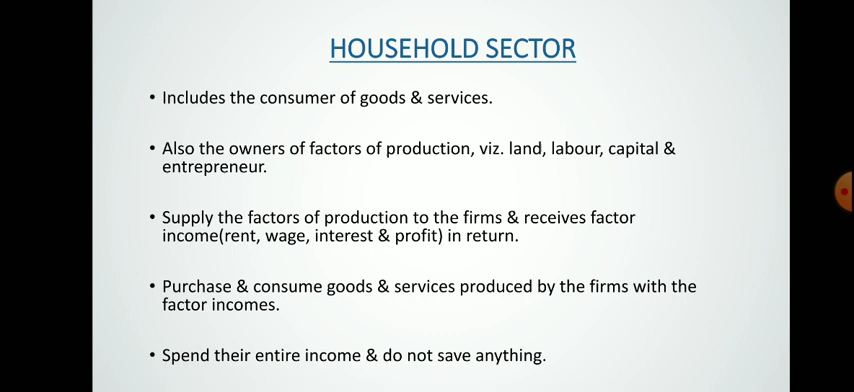 HOUSEHOLD SECTOR
• Includes the consumer of goods & services.
• Also the owners of factors of production, viz. land, labour, capital &
entrepreneur.
• Supply the factors of production to the firms & receives factor
income(rent, wage, interest & profit) in return.
• Purchase & consume goods & services produced by the firms with the
factor incomes.
• Spend their entire income & do not save anything.